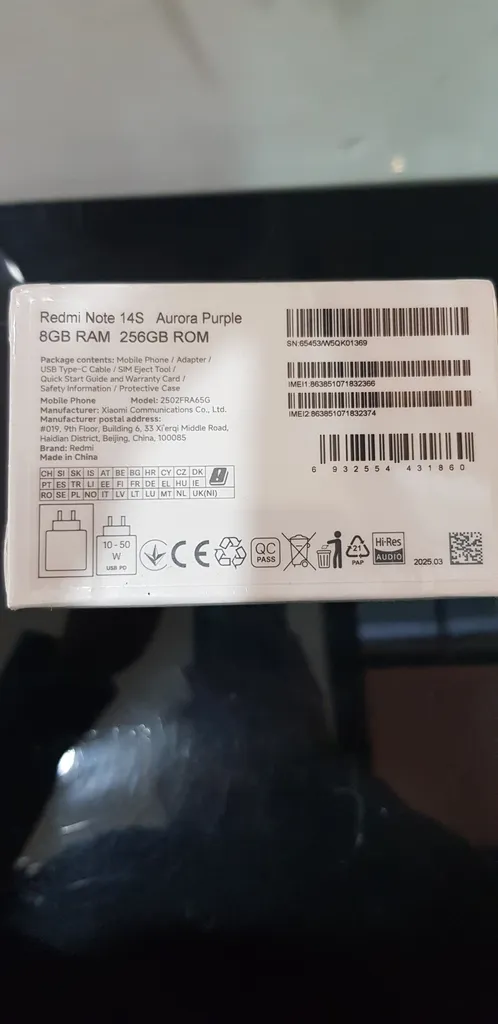 Redmi Note 14S Aurora Purple
8GB RAM 256GB ROM
Package contents: Mobile Phone / Adapter /
USB Type-C Cable / SIM Eject Tool /
Quick Start Guide and Warranty Card /
Safety Information / Protective Case
Mobile Phone Model: 2502FRA65G
Manufacturer: Xiaomi Communications Co., Ltd.
Manufacturer postal address:
#019, 9th Floor, Building 6, 33 Xi'erqi Middle Road,
Haidian District, Beijing, China, 100085
Brand: Redmi
Made in China
CH SI SK IS AT BE BG HR CY CZ DK
PT ES TR LI EE FI FR DE EL HU IE
RO SE PL NO IT LV LT LU MT NL UK(NI)
SN:65453/W5QK01369
IMEI1:863851071832366
IMEI2:863851071832374
6 932554 431860
10 - 50
W
USB PD
CE
QC
PASS
21
PAP
Hi-Res
AUDIO
2025.03